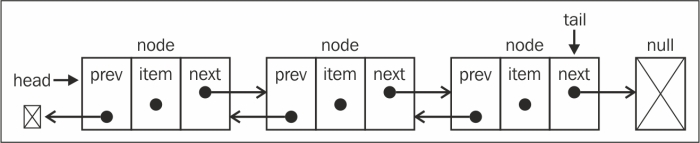 tail
node node node null
head prev item next prev item next prev item next